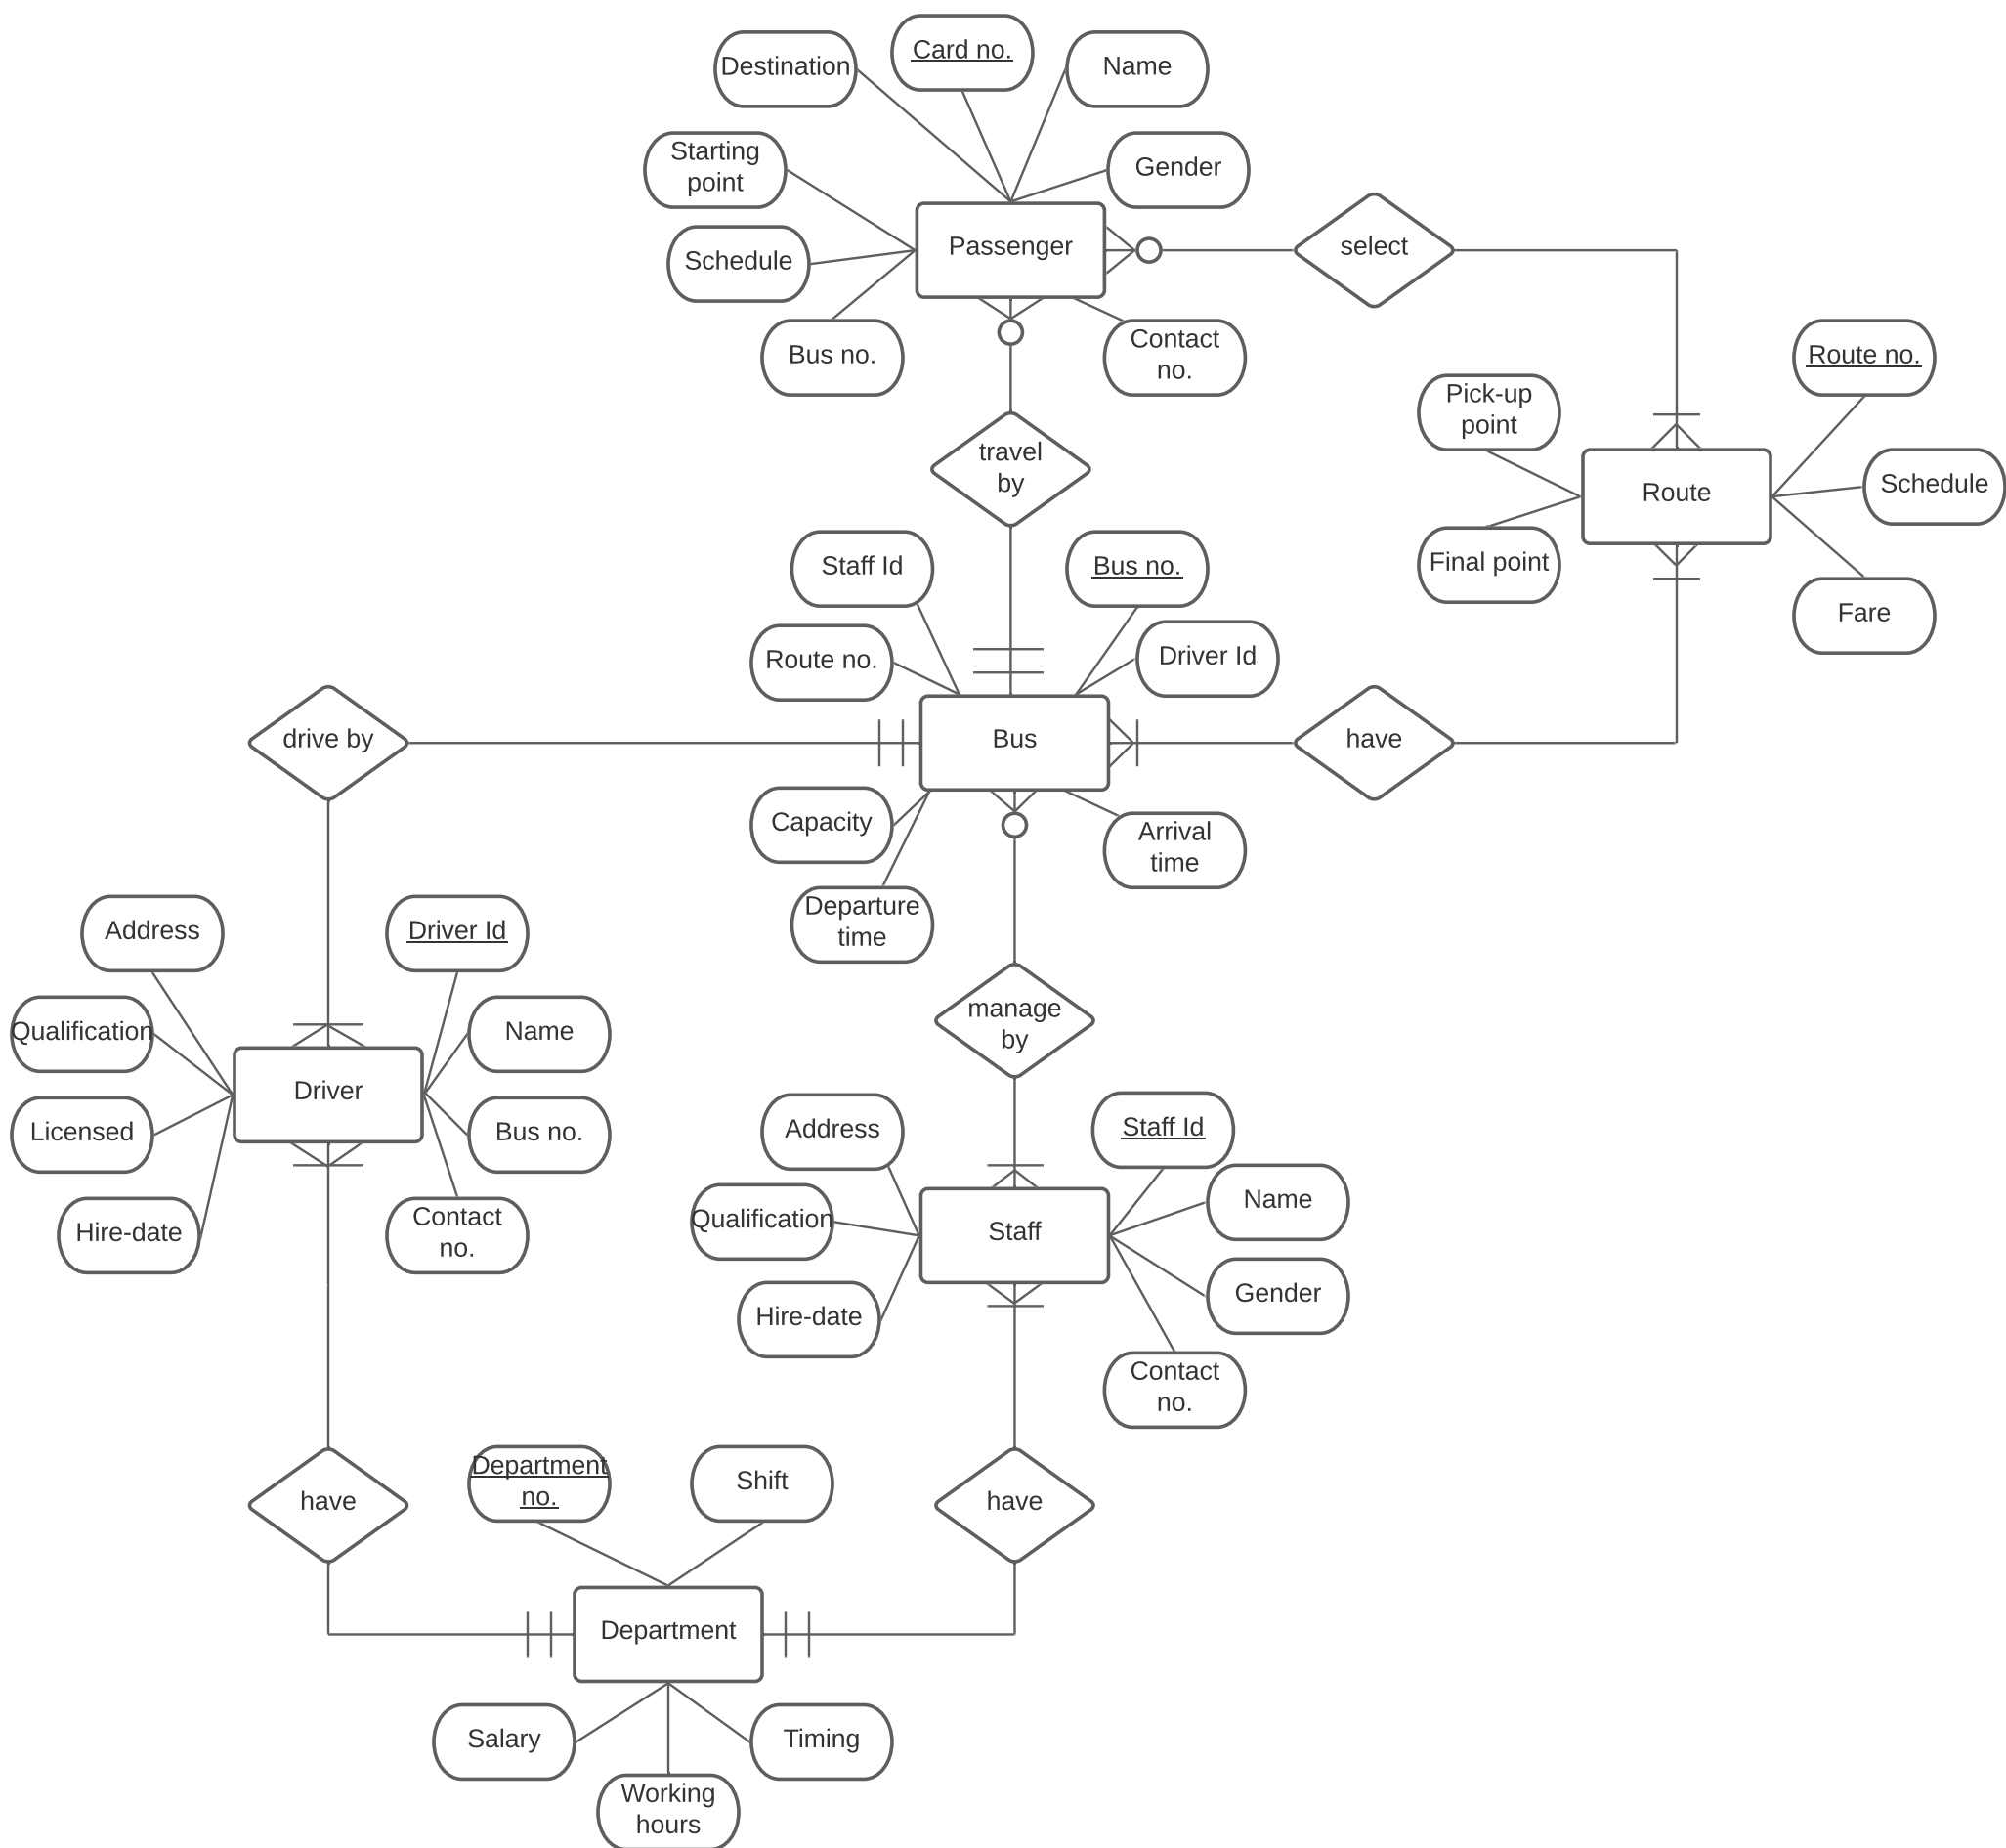 Card no.
Destination
Name
Starting
point
Gender
Passenger
select
Schedule
Bus no.
Contact
no.
Route no.
Pick-up
point
travel
by
Route
Schedule
Final point
Staff Id
Bus no.
Fare
Route no.
Driver Id
drive by
Bus
have
Capacity
Arrival
time
Departure
time
Address
Driver Id
manage
by
Qualification
Name
Driver
Licensed
Bus no.
Address
Staff Id
Name
Qualification
Staff
Hire-date
Contact
no.
Gender
Hire-date
Contact
no.
have
Department
no.
Shift
have
Department
Salary
Timing
Working
hours